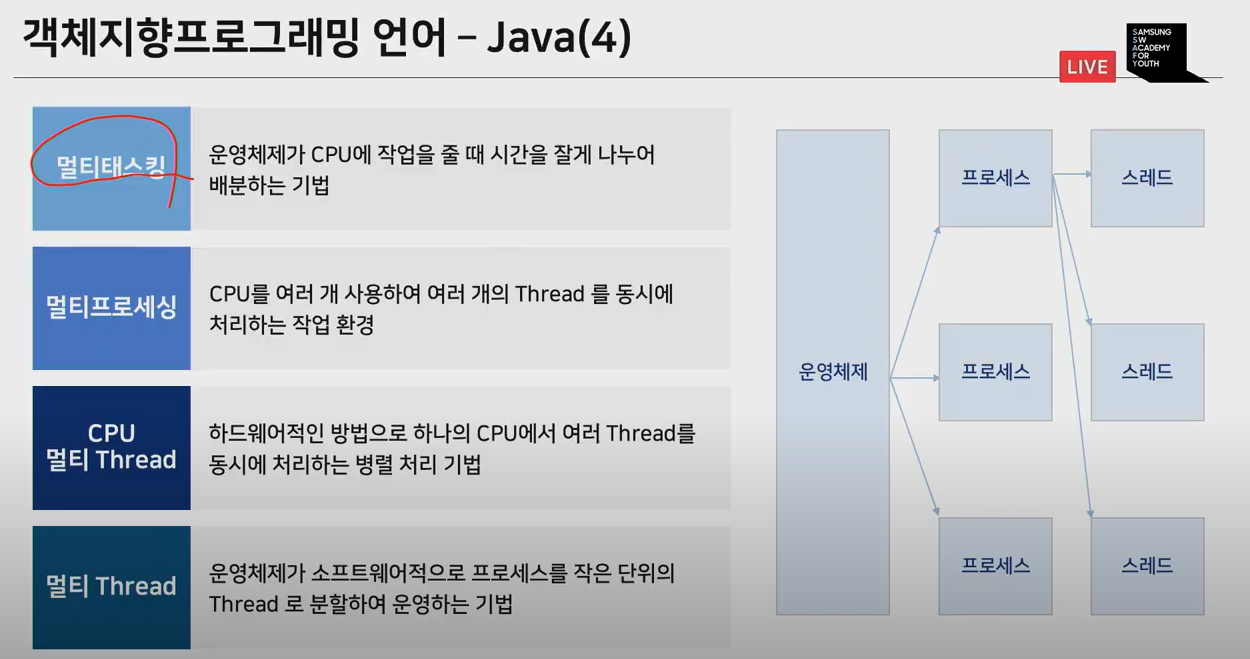 객체지향프로그래밍 언어 – Java(4)
LIVE
SAMSUNG
SW
ACADEMY
FOR
YOUTH
멀티태스킹
운영체제가 CPU에 작업을 줄 때 시간을 잘게 나누어
배분하는 기법
멀티프로세싱
CPU를 여러 개 사용하여 여러 개의 Thread 를 동시에
처리하는 작업 환경
CPU
멀티 Thread
하드웨어적인 방법으로 하나의 CPU에서 여러 Thread를
동시에 처리하는 병렬 처리 기법
멀티 Thread
운영체제가 소프트웨어적으로 프로세스를 작은 단위의
Thread 로 분할하여 운영하는 기법
운영체제
프로세스
스레드
프로세스
스레드
프로세스
스레드